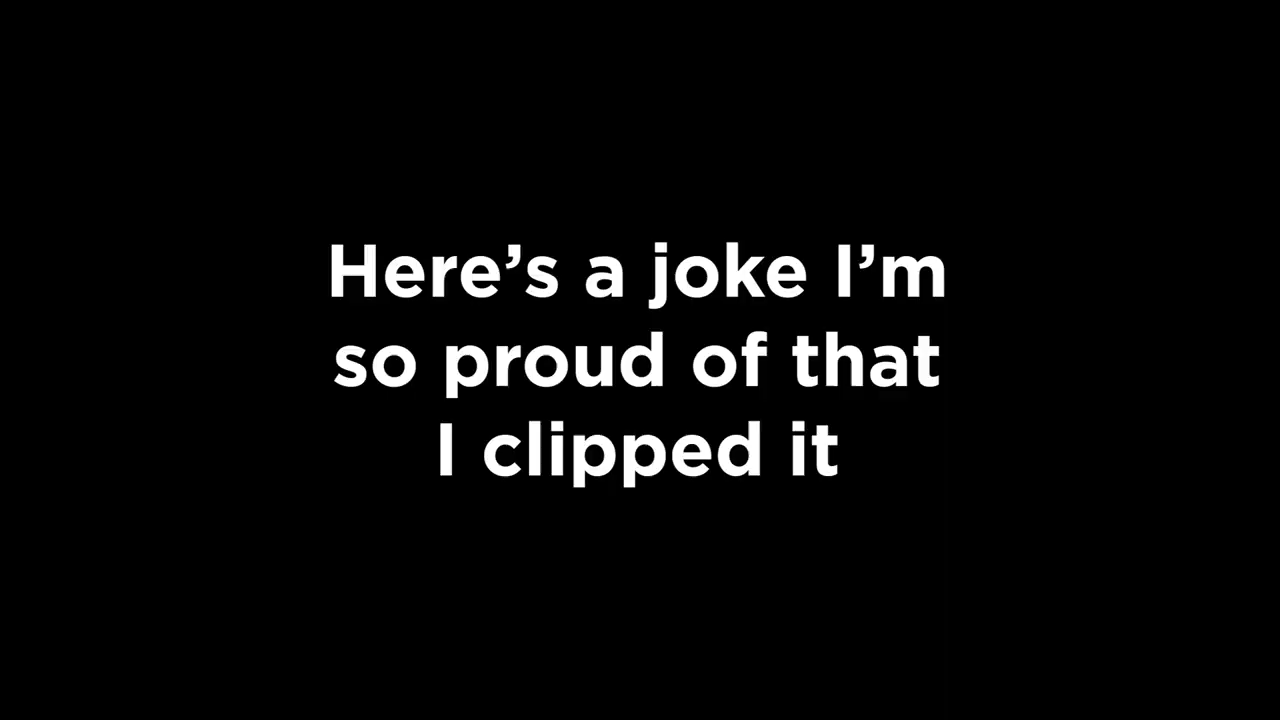 Here’s a joke I’m
so proud of that
I clipped it